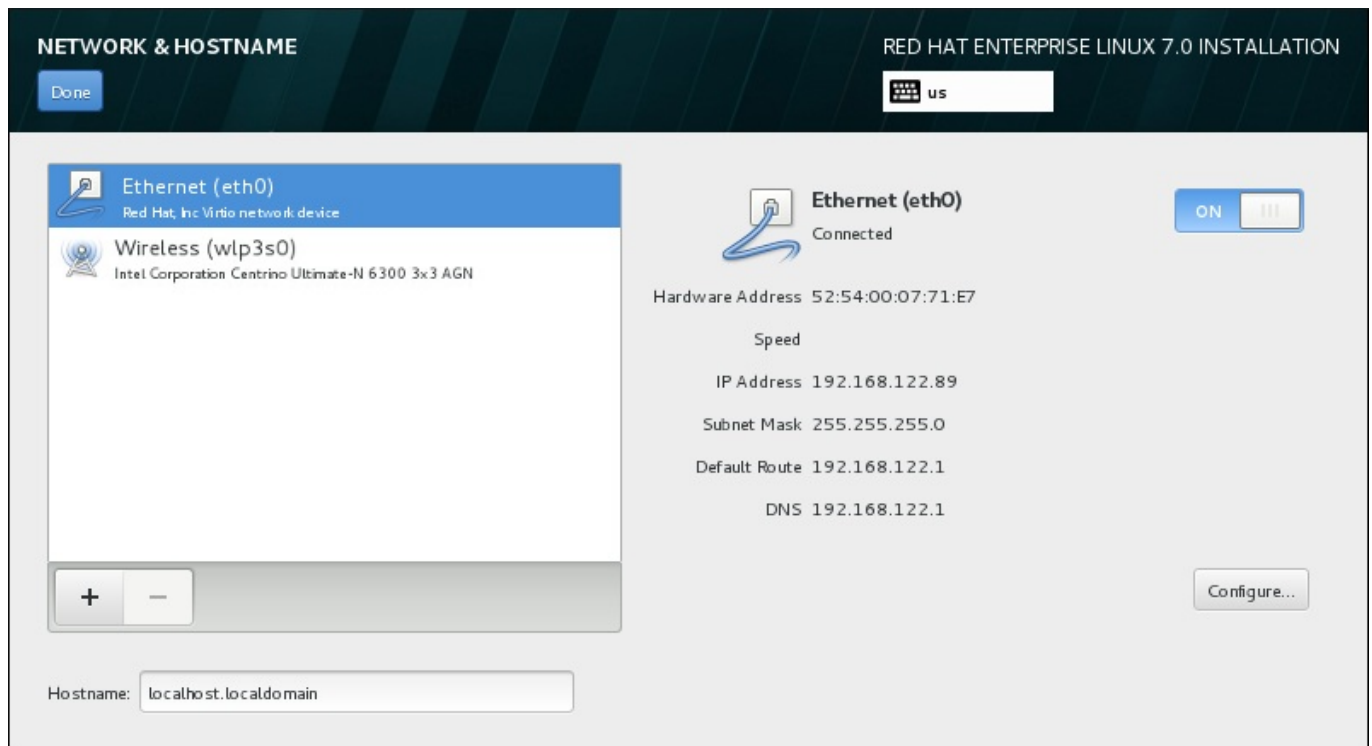 NETWORK & HOSTNAME
Done
RED HAT ENTERPRISE LINUX 7.0 INSTALLATION
us
Ethernet (eth0)
Red Hat, Inc Virtio network device
Wireless (wlp3s0)
Intel Corporation Centrino Ultimate-N 6300 3x3 AGN
+ −
Hostname: localhost.localdomain
Ethernet (eth0)
Connected
ON
Hardware Address 52:54:00:07:71:E7
Speed
IP Address 192.168.122.89
Subnet Mask 255.255.255.0
Default Route 192.168.122.1
DNS 192.168.122.1
Configure...